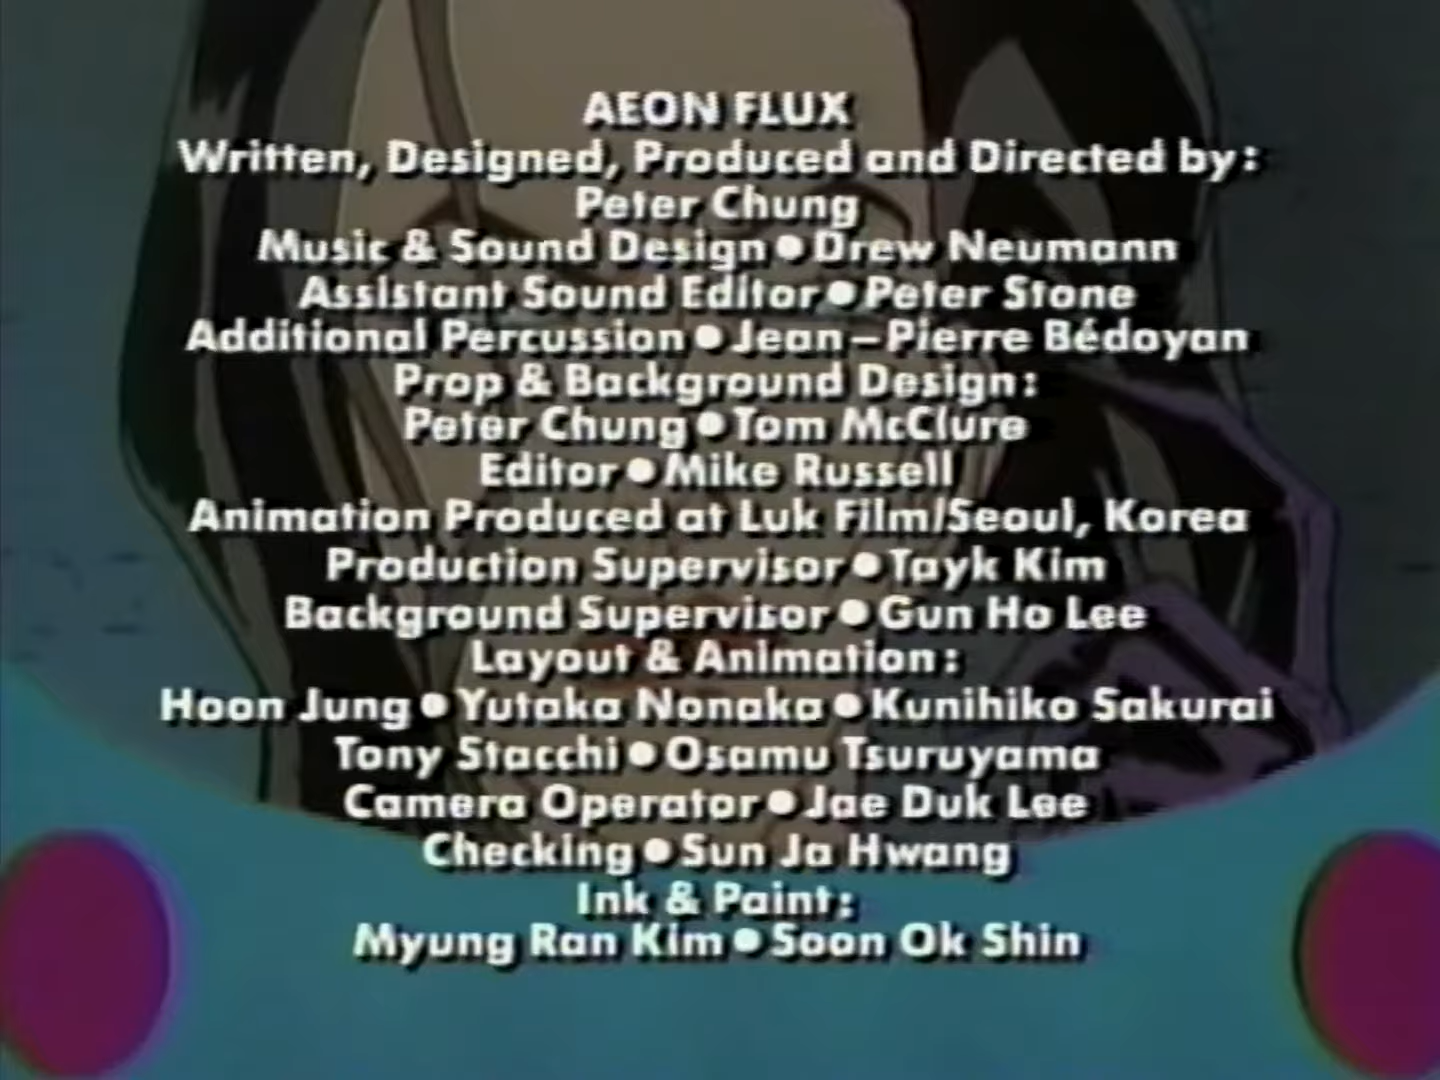 AEON FLUX
Written, Designed, Produced and Directed by:
Peter Chung
Music & Sound Design●Drew Neumann
Assistant Sound Editor●Peter Stone
Additional Percussion●Jean–Pierre Bédoyan
Prop & Background Design:
Peter Chung●Tom McClure
Editor●Mike Russell
Animation Produced at Luk Film/Seoul, Korea
Production Supervisor●Tayk Kim
Background Supervisor●Gun Ho Lee
Layout & Animation:
Hoon Jung●Yutaka Nonaka●Kunihiko Sakurai
Tony Stacchi●Osamu Tsuruyama
Camera Operator●Jae Duk Lee
Checking●Sun Ja Hwang
Ink & Paint:
Myung Ran Kim●Soon Ok Shin